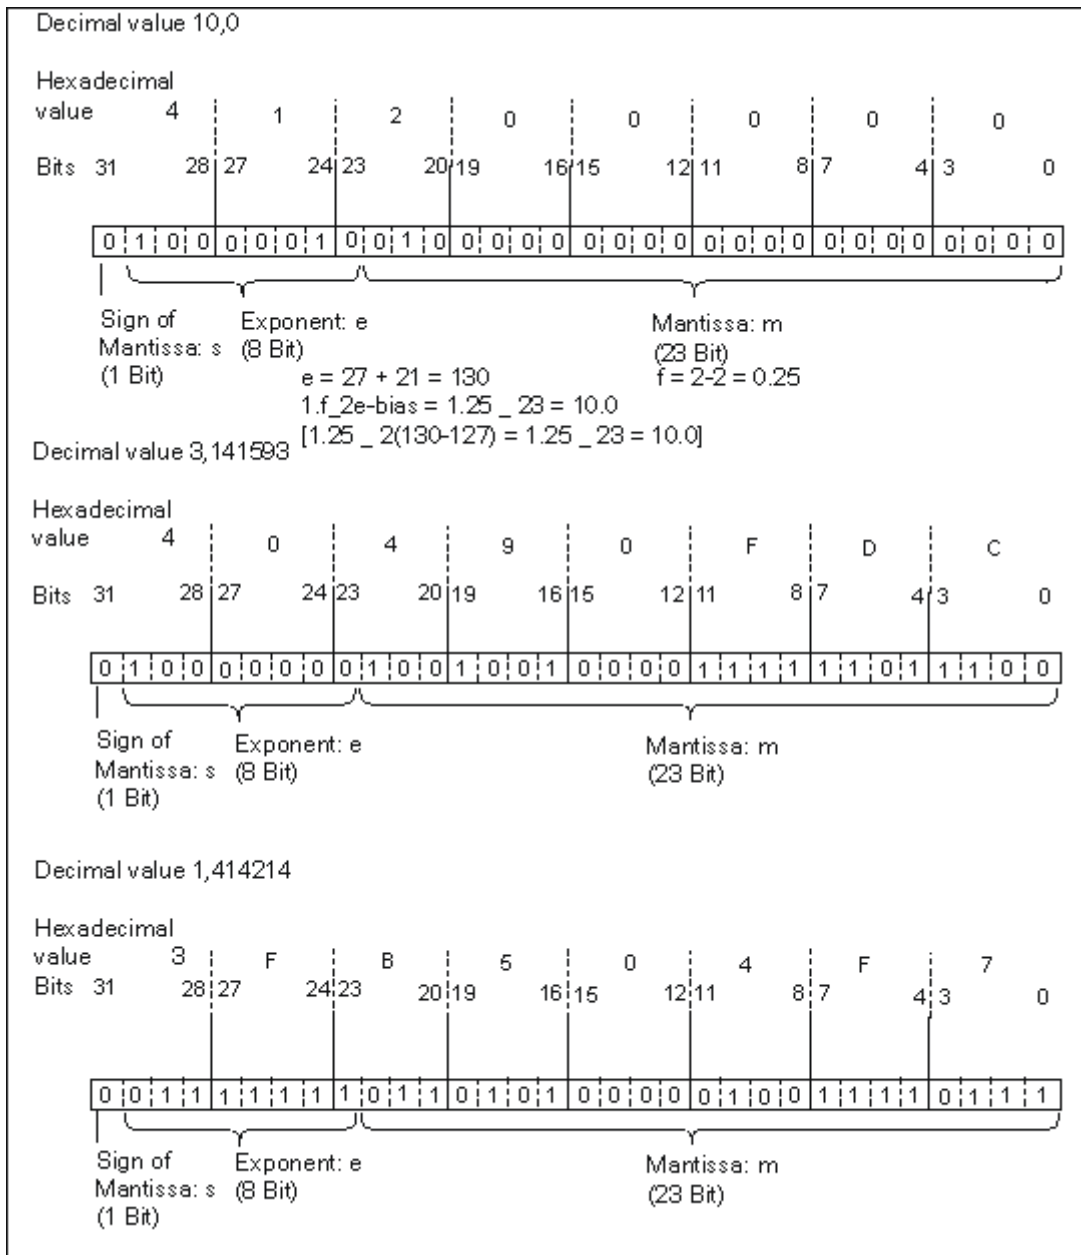 Decimal value 10,0
Hexadecimal
value 4 1 2 0 0 0 0 0
Bits 31 28 27 24 23 20 19 16 15 12 11 8 7 4 3 0
0 1 0 0 0 0 0 1 0 0 1 0 0 0 0 0 0 0 0 0 0 0 0 0 0 0 0 0 0 0 0 0
Sign of Exponent: e Mantissa: m
Mantissa: s (8 Bit) (23 Bit)
(1 Bit) e = 27 + 21 = 130 f = 2-2 = 0.25
1.f_2e-bias = 1.25 _ 23 = 10.0
[1.25 _ 2(130-127) = 1.25 _ 23 = 10.0]
Decimal value 3,141593
Hexadecimal
value 4 0 4 9 0 F D C
Bits 31 28 27 24 23 20 19 16 15 12 11 8 7 4 3 0
0 1 0 0 0 0 0 0 0 1 0 0 1 0 0 1 0 0 0 0 1 1 1 1 1 1 0 1 1 1 0 0
Sign of Exponent: e Mantissa: m
Mantissa: s (8 Bit) (23 Bit)
(1 Bit)
Decimal value 1,414214
Hexadecimal
value 3 F B 5 0 4 F 7
Bits 31 28 27 24 23 20 19 16 15 12 11 8 7 4 3 0
0 0 1 1 1 1 1 1 1 0 1 1 0 1 0 1 0 0 0 0 0 1 0 0 1 1 1 1 0 1 1 1
Sign of Exponent: e Mantissa: m
Mantissa: s (8 Bit) (23 Bit)
(1 Bit)